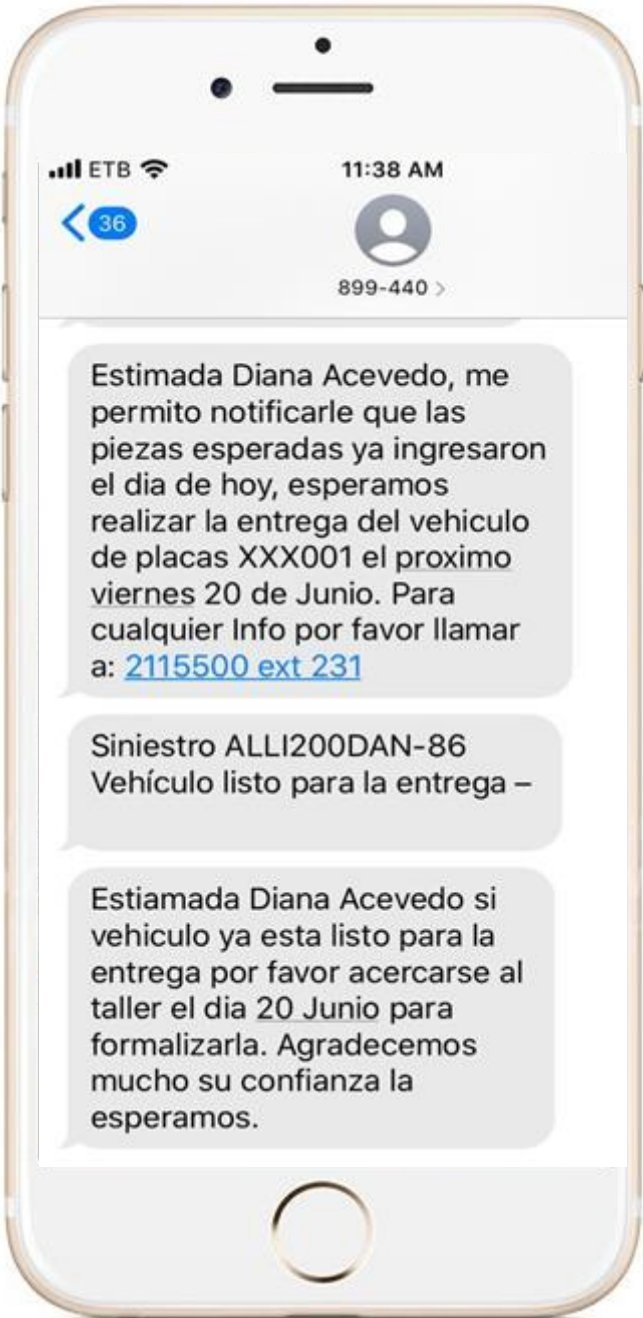 ETB
11:38 AM
36
899-440 >
Estimada Diana Acevedo, me
permito notificarle que las
piezas esperadas ya ingresaron
el dia de hoy, esperamos
realizar la entrega del vehiculo
de placas XXX001 el proximo
viernes 20 de Junio. Para
cualquier Info por favor llamar
a: 2115500 ext 231
Siniestro ALLI200DAN-86
Vehículo listo para la entrega –
Estiamada Diana Acevedo si
vehiculo ya esta listo para la
entrega por favor acercarse al
taller el dia 20 Junio para
formalizarla. Agradecemos
mucho su confianza la
esperamos.